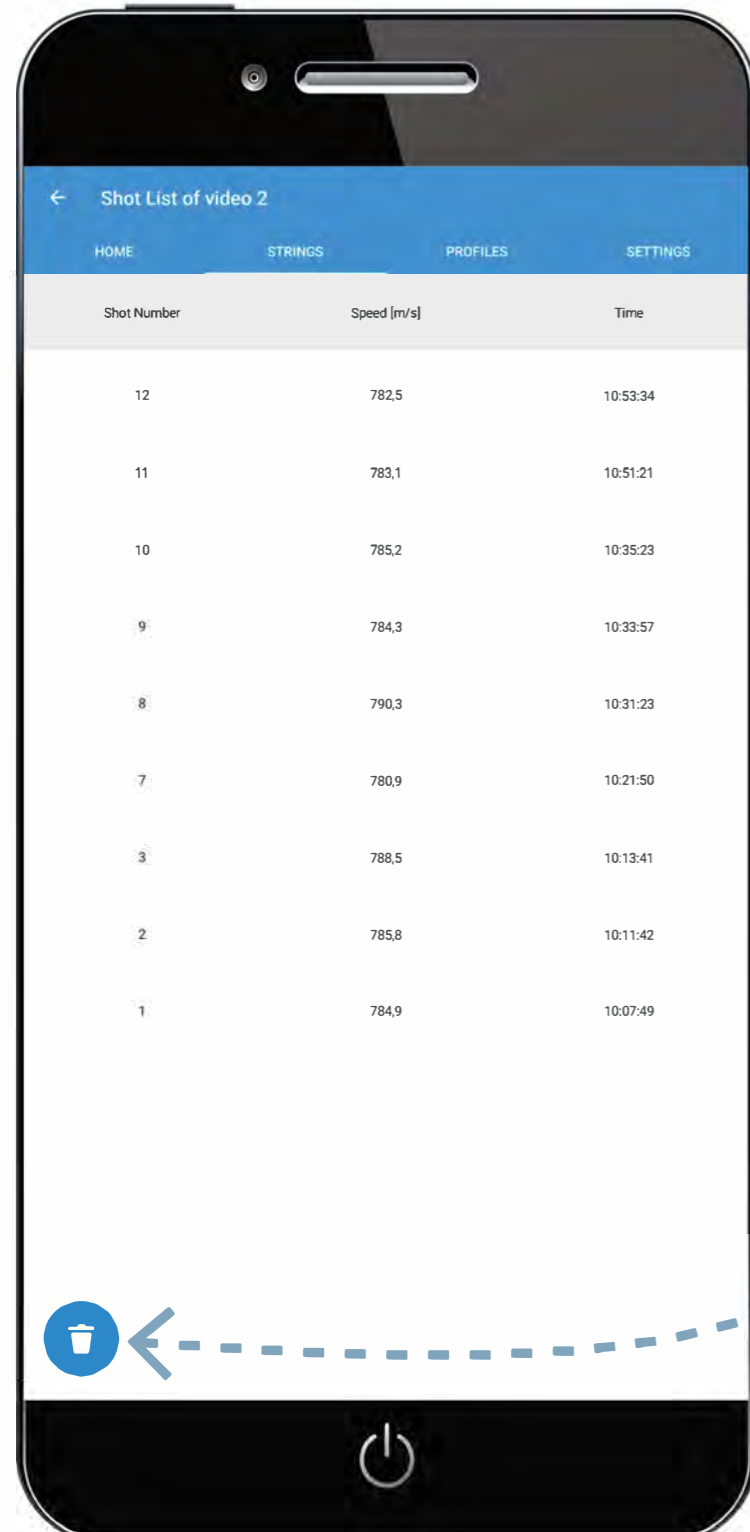 Shot List of video 2
HOME STRINGS PROFILES SETTINGS
Shot Number Speed [m/s] Time
12 782,5 10:53:34
11 783,1 10:51:21
10 785,2 10:35:23
9 784,3 10:33:57
8 790,3 10:31:23
7 780,9 10:21:50
3 788,5 10:13:41
2 785,8 10:11:42
1 784,9 10:07:49